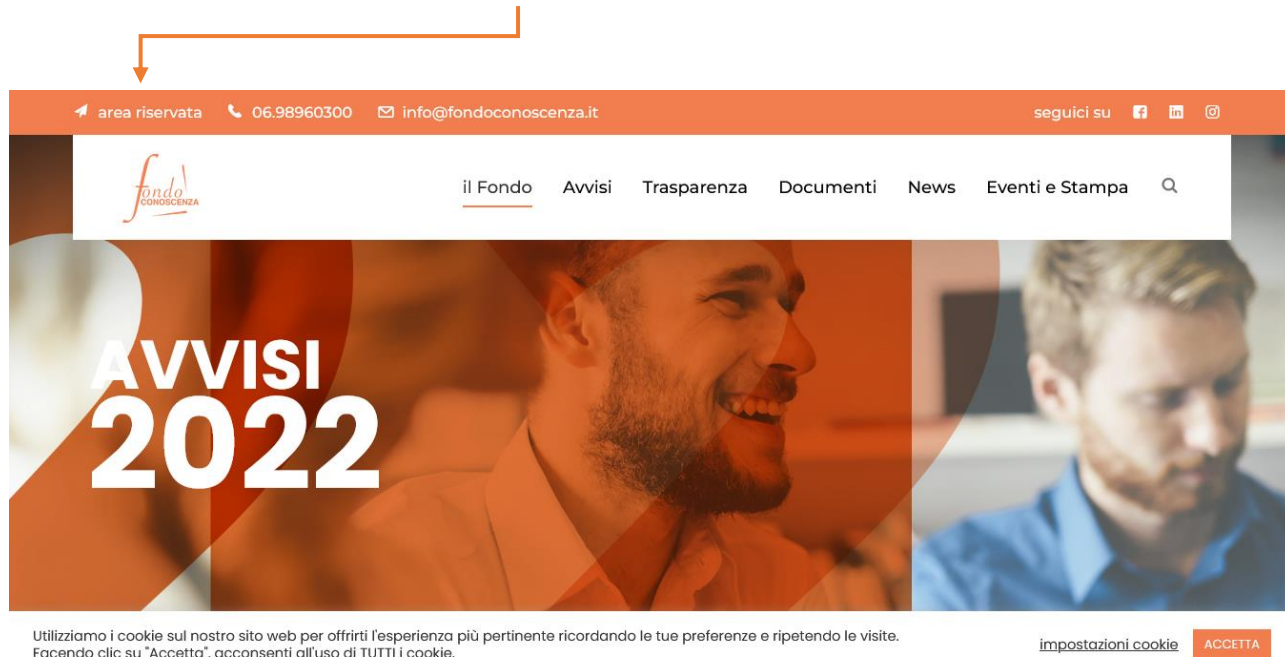 area riservata 06.98960300 info@fondoconoscenza.it seguici su
fondo
CONOSCENZA
il Fondo Avvisi Trasparenza Documenti News Eventi e Stampa
AVVISI
2022
Utilizziamo i cookie sul nostro sito web per offrirti l'esperienza più pertinente ricordando le tue preferenze e ripetendo le visite.
Facendo clic su "Accetta", acconsenti all'uso di TUTTI i cookie.
impostazioni cookie ACCETTA